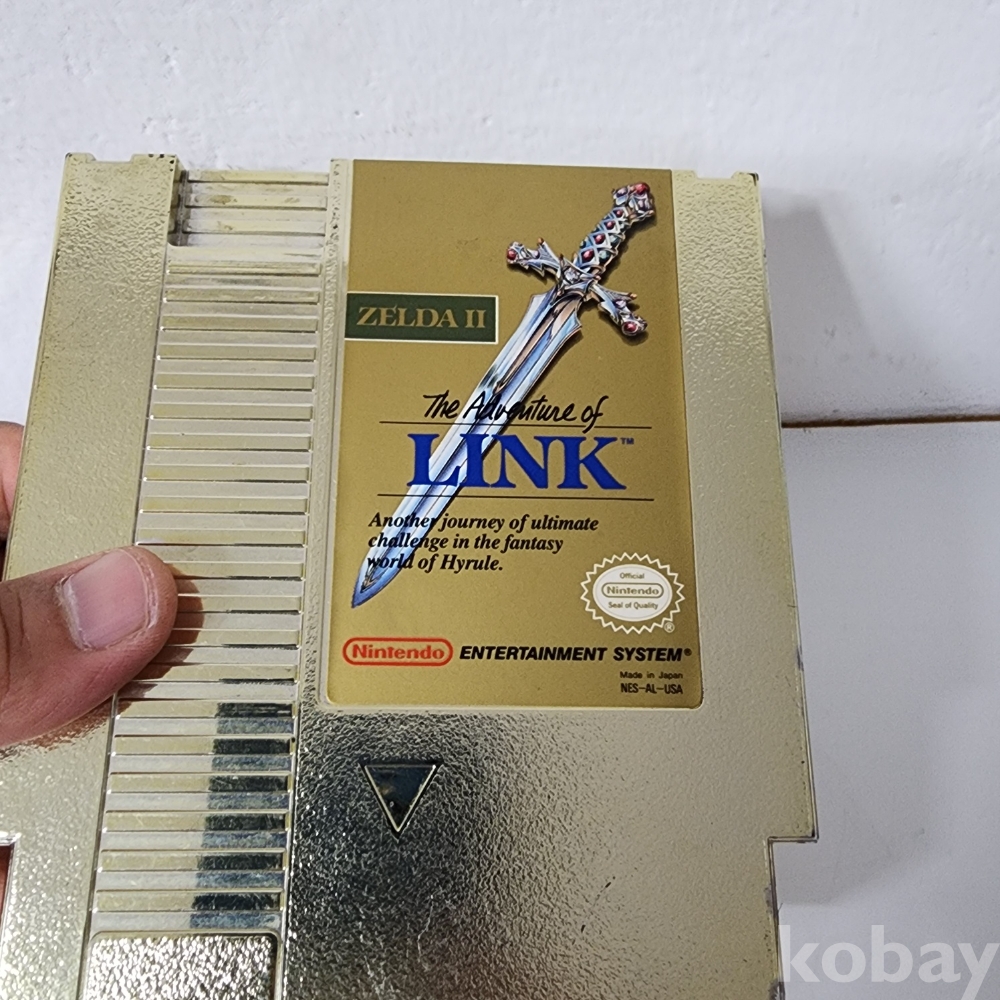 ZELDA II
The Adventure of
LINK™
Another journey of ultimate
challenge in the fantasy
world of Hyrule.
Official
Nintendo
Seal of Quality
®
Nintendo ENTERTAINMENT SYSTEM®
Made in Japan
NES-AL-USA
kobay